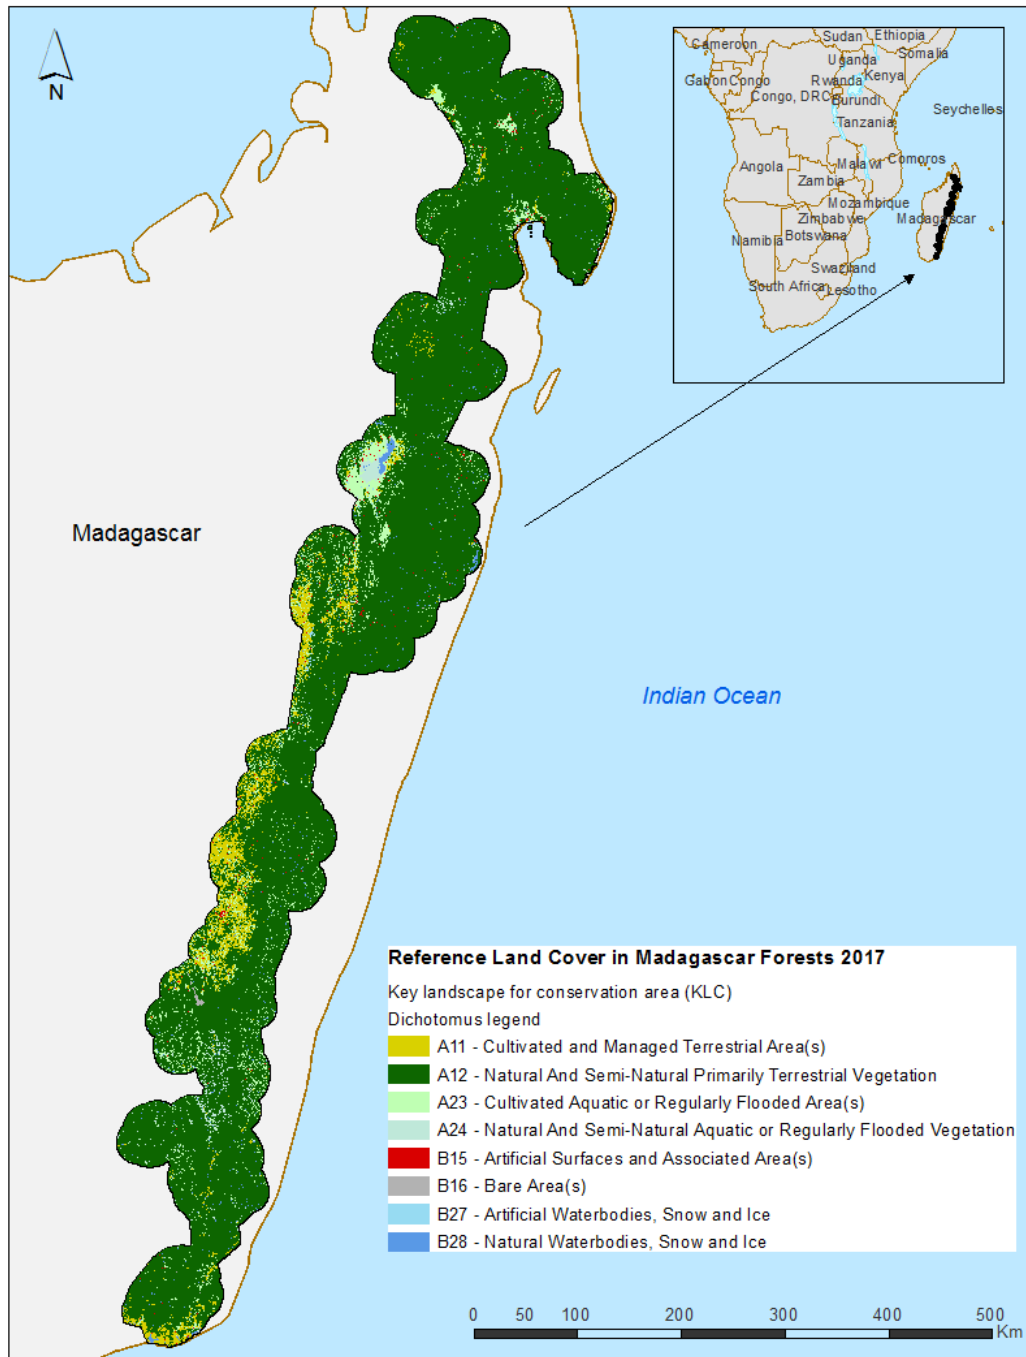 N
Cameroon
Sudan
Ethiopia
Somalia
Uganda
Gabon
Congo
Rwanda
Kenya
Congo, DRC
Burundi
Seychelles
Tanzania
Angola
Malawi
Comoros
Zambia
Mozambique
Zimbabwe
Madagascar
Namibia
Botswana
Swaziland
South Africa
Lesotho
Madagascar
Indian Ocean
Reference Land Cover in Madagascar Forests 2017
Key landscape for conservation area (KLC)
Dichotomus legend
A11 - Cultivated and Managed Terrestrial Area(s)
A12 - Natural And Semi-Natural Primarily Terrestrial Vegetation
A23 - Cultivated Aquatic or Regularly Flooded Area(s)
A24 - Natural And Semi-Natural Aquatic or Regularly Flooded Vegetation
B15 - Artificial Surfaces and Associated Area(s)
B16 - Bare Area(s)
B27 - Artificial Waterbodies, Snow and Ice
B28 - Natural Waterbodies, Snow and Ice
0 50 100 200 300 400 500
Km